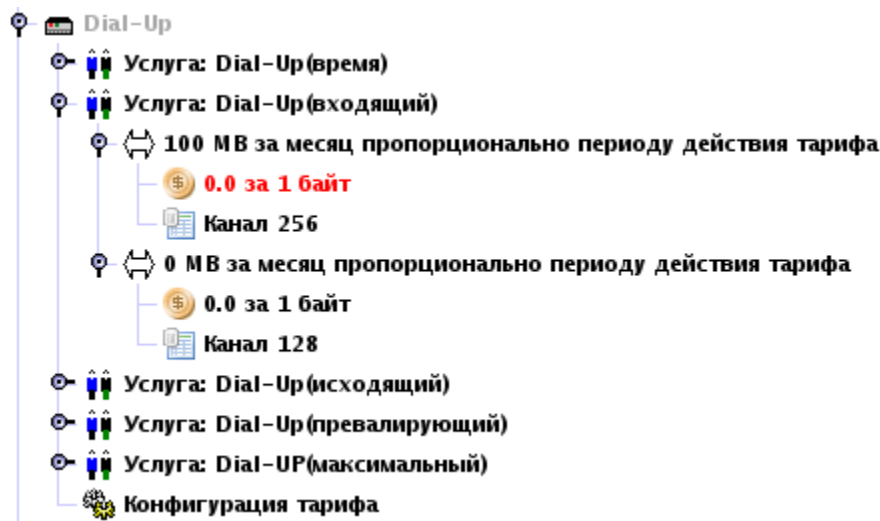 Dial-Up
Услуга: Dial-Up(время)
Услуга: Dial-Up(входящий)
100 MB за месяц пропорционально периоду действия тарифа
0.0 за 1 байт
Канал 256
0 MB за месяц пропорционально периоду действия тарифа
0.0 за 1 байт
Канал 128
Услуга: Dial-Up(исходящий)
Услуга: Dial-Up(превалирующий)
Услуга: Dial-UP(максимальный)
Конфигурация тарифа